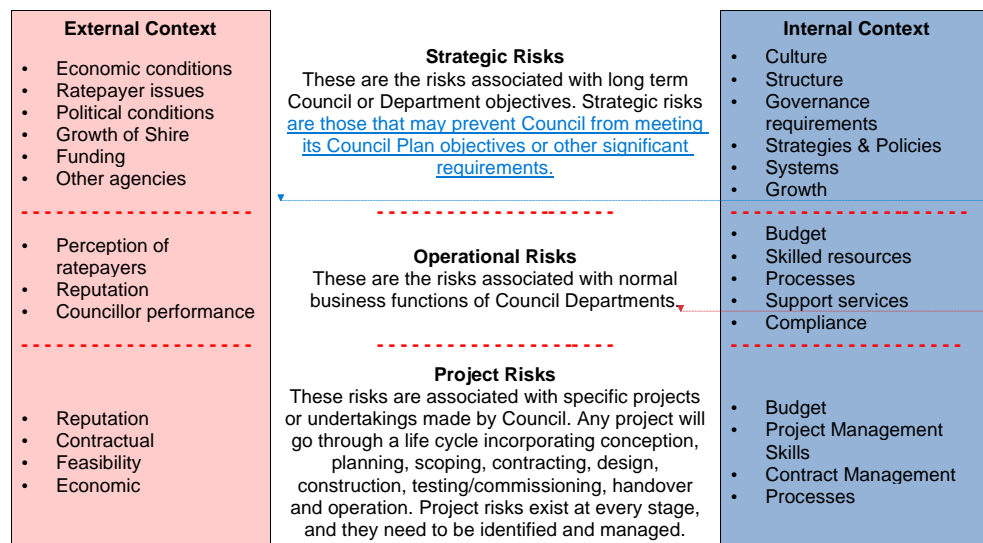 External Context
• Economic conditions
• Ratepayer issues
• Political conditions
• Growth of Shire
• Funding
• Other agencies
• Perception of
ratepayers
• Reputation
• Councillor performance
• Reputation
• Contractual
• Feasibility
• Economic
Strategic Risks
These are the risks associated with long term
Council or Department objectives. Strategic risks
are those that may prevent Council from meeting
its Council Plan objectives or other significant
requirements.
Operational Risks
These are the risks associated with normal
business functions of Council Departments.
Project Risks
These risks are associated with specific projects
or undertakings made by Council. Any project will
go through a life cycle incorporating conception,
planning, scoping, contracting, design,
construction, testing/commissioning, handover
and operation. Project risks exist at every stage,
and they need to be identified and managed.
Internal Context
• Culture
• Structure
• Governance
requirements
• Strategies & Policies
• Systems
• Growth
• Budget
• Skilled resources
• Processes
• Support services
• Compliance
• Budget
• Project Management
Skills
• Contract Management
• Processes